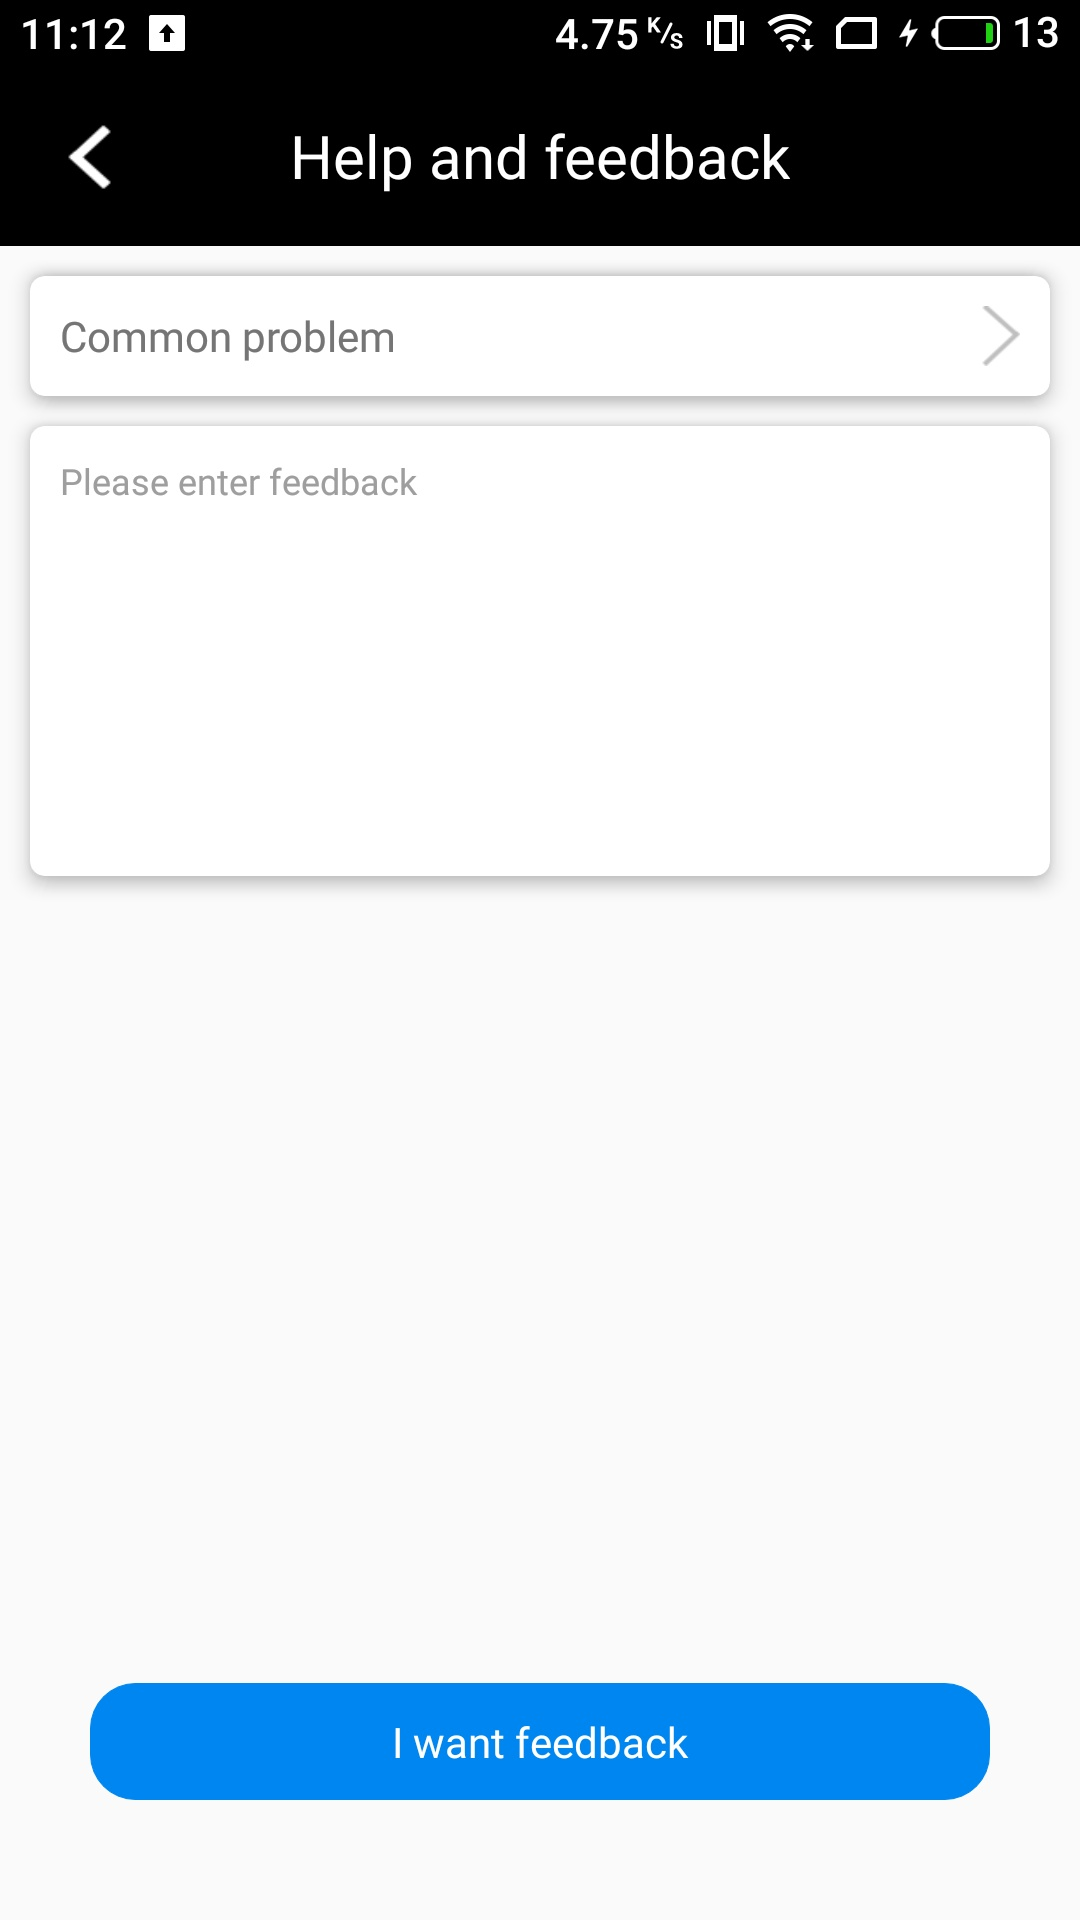 11:12 4.75 K/s 13
Help and feedback
Common problem
Please enter feedback
I want feedback